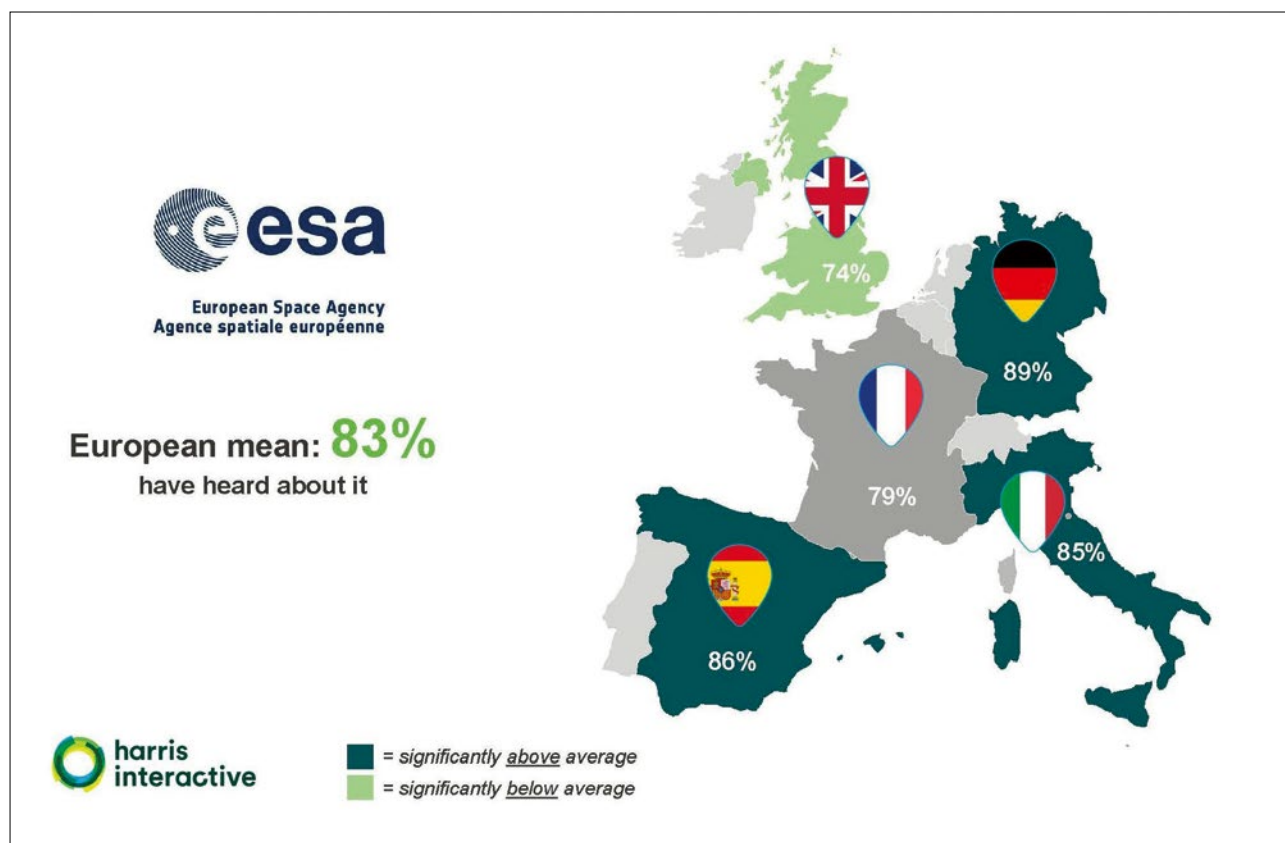 esa
European Space Agency
Agence spatiale européenne
European mean: 83%
have heard about it
74%
89%
79%
85%
86%
harris
interactive
= significantly above average
= significantly below average